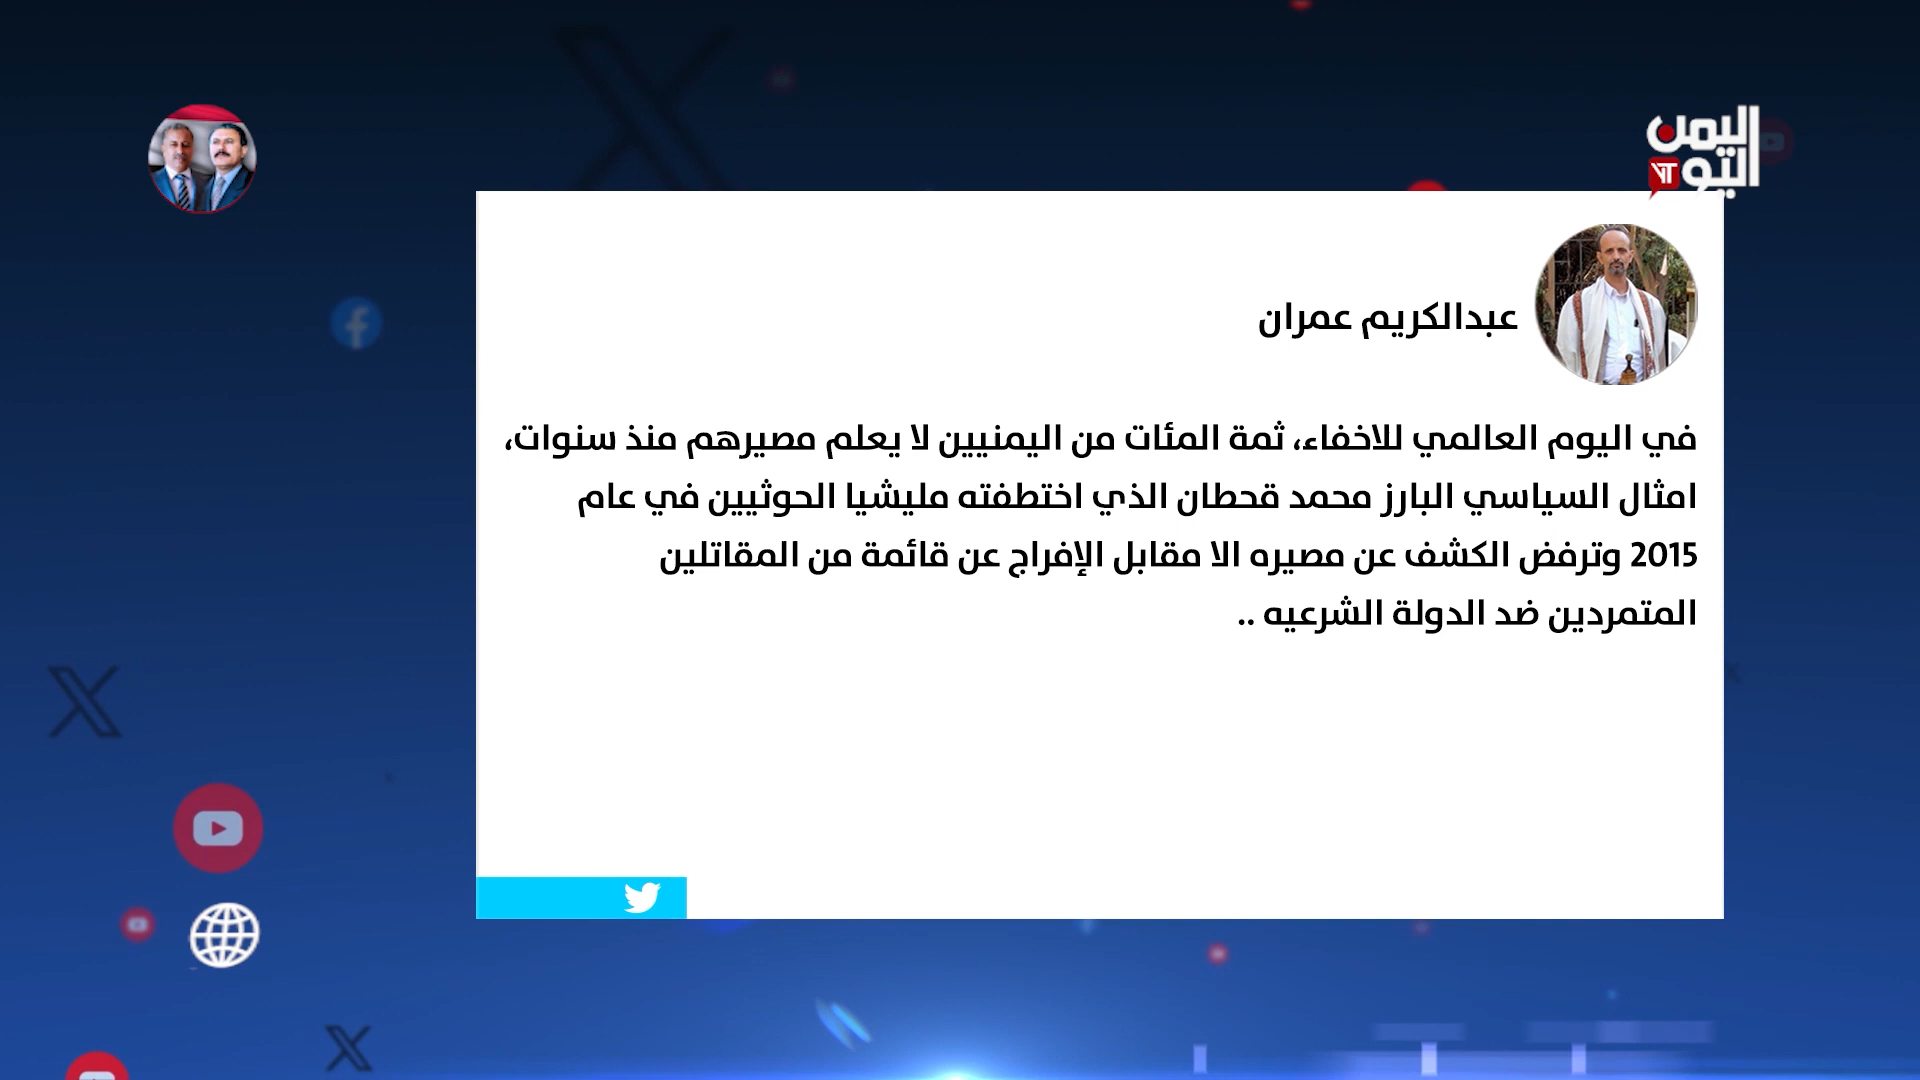 اليمن
اليوم
YT
عبدالكريم عمران
في اليوم العالمي للاخفاء، ثمة المئات من اليمنيين لا يعلم مصيرهم منذ سنوات،
امثال السياسي البارز محمد قحطان الذي اختطفته مليشيا الحوثيين في عام
2015 وترفض الكشف عن مصيره الا مقابل الإفراج عن قائمة من المقاتلين
المتمردين ضد الدولة الشرعيه ..